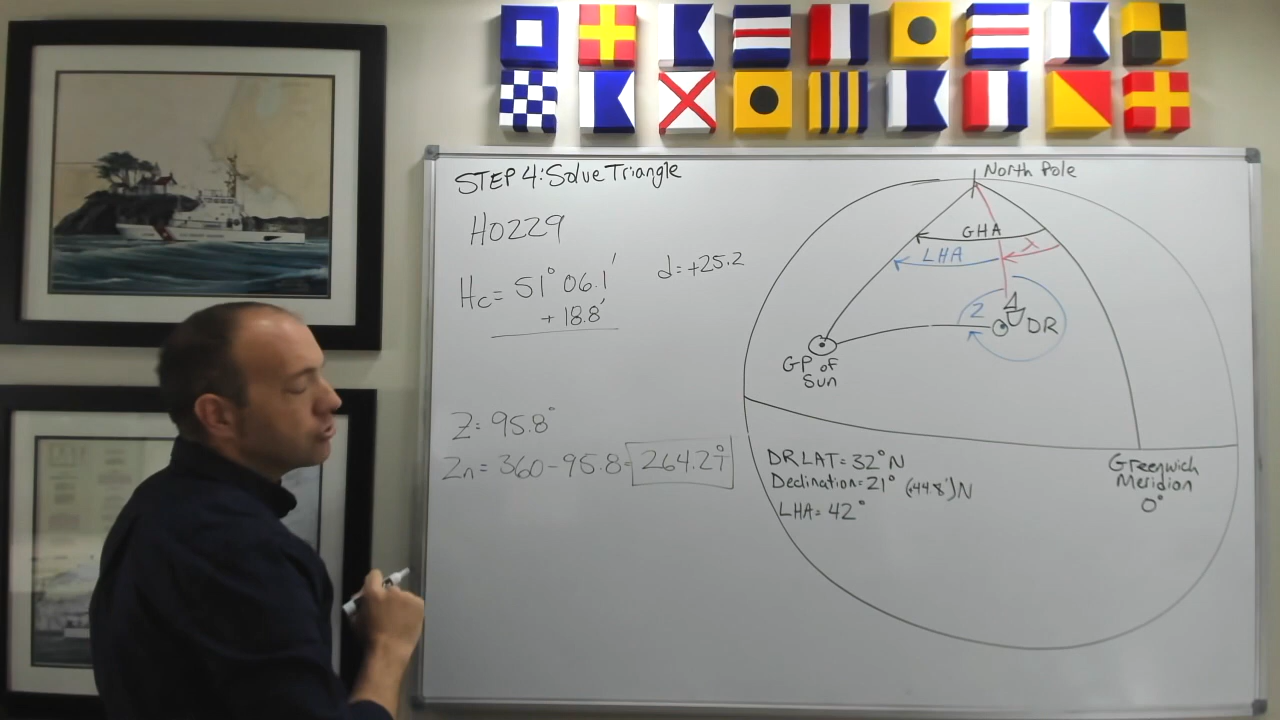 STEP 4: Solve Triangle
HO229
Hc = 51° 06.1'
d = +25.2
+ 18.8'
Z = 95.8°
Zn = 360 - 95.8 = 264.2°T
North Pole
GHA
LHA
λ
Z
DR
GP of
Sun
DR LAT = 32° N
Declination = 21° (44.8') N
LHA = 42°
Greenwich
Meridian
0°